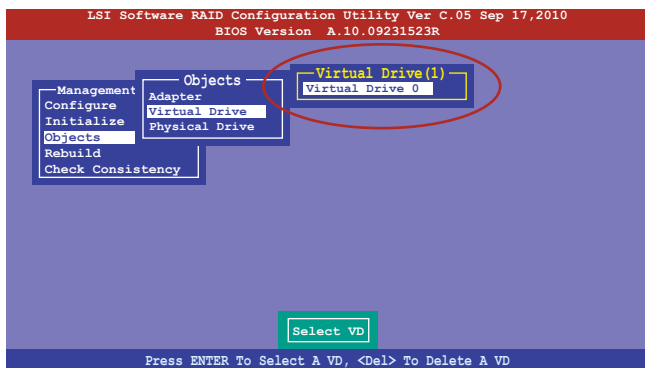 LSI Software RAID Configuration Utility Ver C.05 Sep 17,2010
BIOS Version A.10.09231523R
Management
Configure
Initialize
Objects
Rebuild
Check Consistency
Objects
Adapter
Virtual Drive
Physical Drive
Virtual Drive(1)
Virtual Drive 0
Select VD
Press ENTER To Select A VD, <Del> To Delete A VD